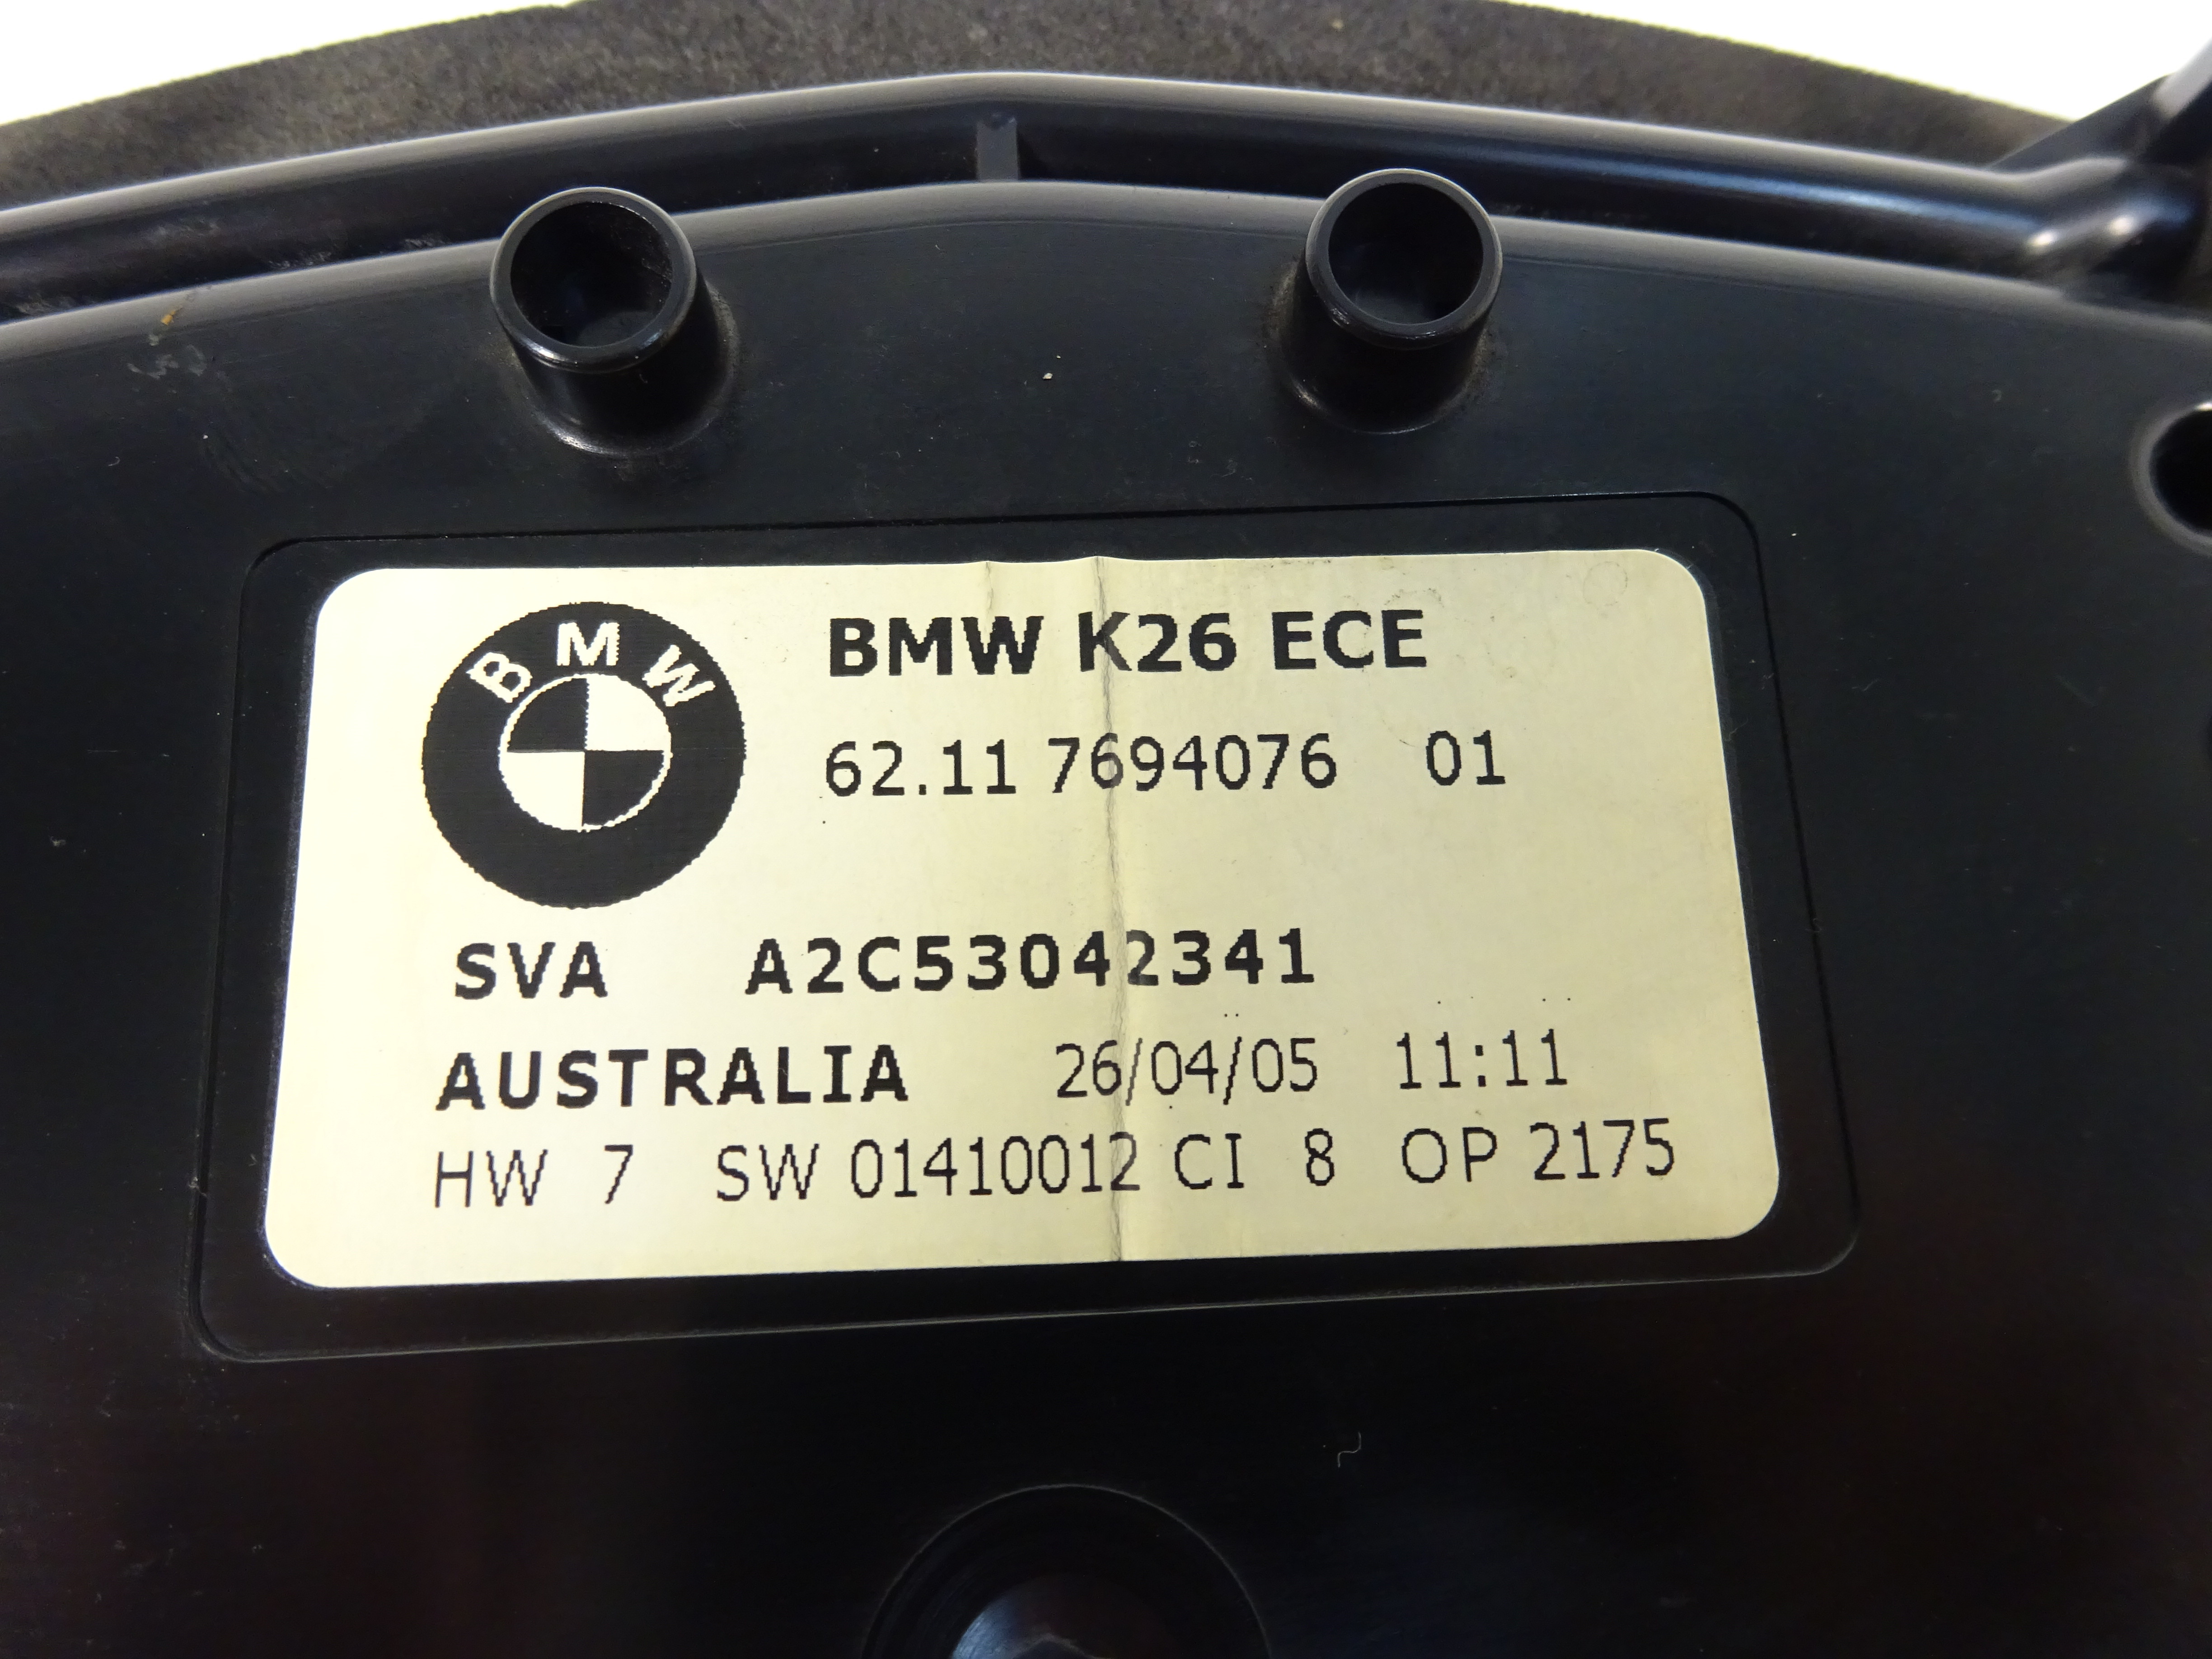 BMW
BMW K26 ECE
62.11 7694076 01
SVA A2C53042341
AUSTRALIA 26/04/05 11:11
HW 7 SW 01410012 CI 8 OP 2175